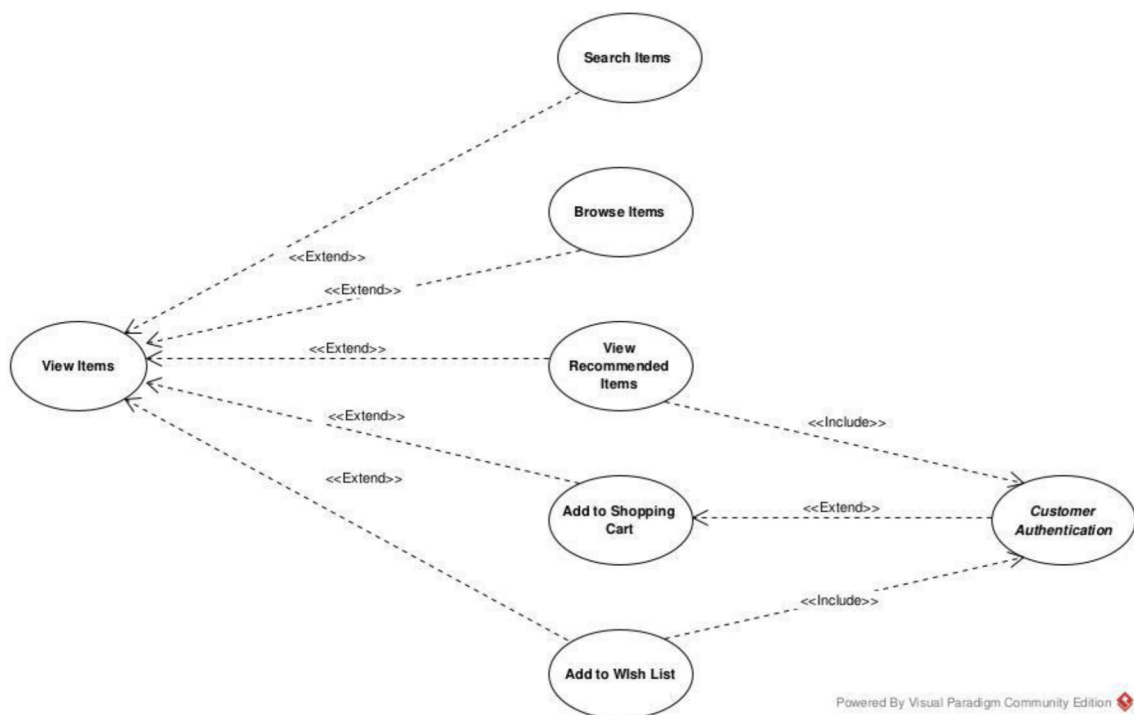 Search Items
Browse Items
<<Extend>>
<<Extend>>
<<Extend>>
View Items
View
Recommended
Items
<<Extend>>
<<Include>>
<<Extend>>
Add to Shopping
Cart
<<Extend>>
Customer
Authentication
<<Include>>
Add to WIsh List
Powered By Visual Paradigm Community Edition